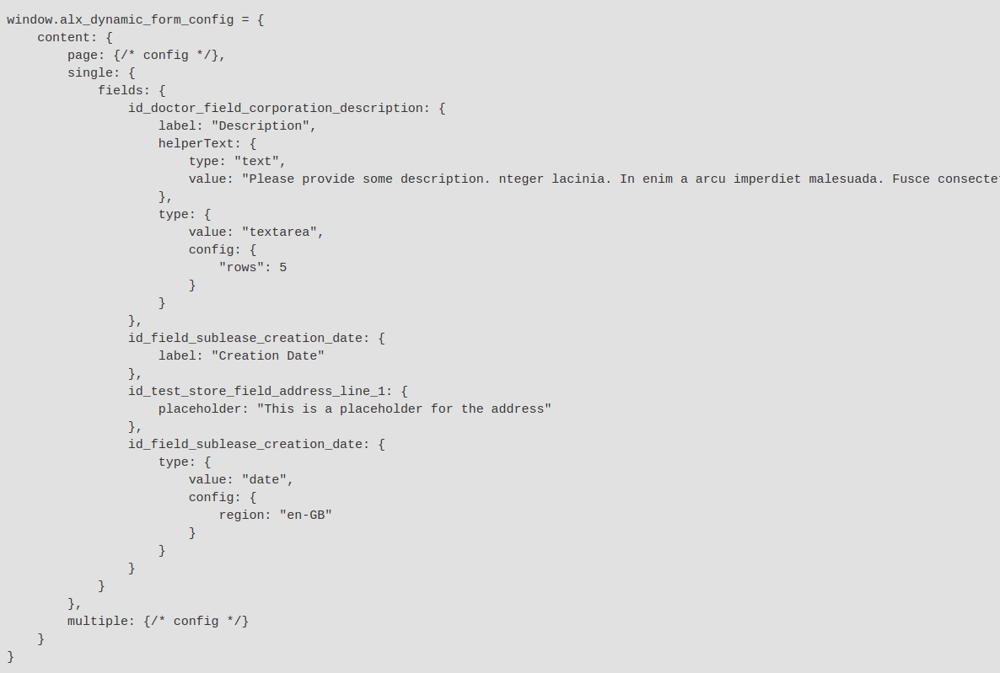 window.alx_dynamic_form_config = {
    content: {
        page: {/* config */},
        single: {
            fields: {
                id_doctor_field_corporation_description: {
                    label: "Description",
                    helperText: {
                        type: "text",
                        value: "Please provide some description. nteger lacinia. In enim a arcu imperdiet malesuada. Fusce consectet
                    },
                    type: {
                        value: "textarea",
                        config: {
                            "rows": 5
                        }
                    }
                },
                id_field_sublease_creation_date: {
                    label: "Creation Date"
                },
                id_test_store_field_address_line_1: {
                    placeholder: "This is a placeholder for the address"
                },
                id_field_sublease_creation_date: {
                    type: {
                        value: "date",
                        config: {
                            region: "en-GB"
                        }
                    }
                }
            }
        },
        multiple: {/* config */}
    }
}